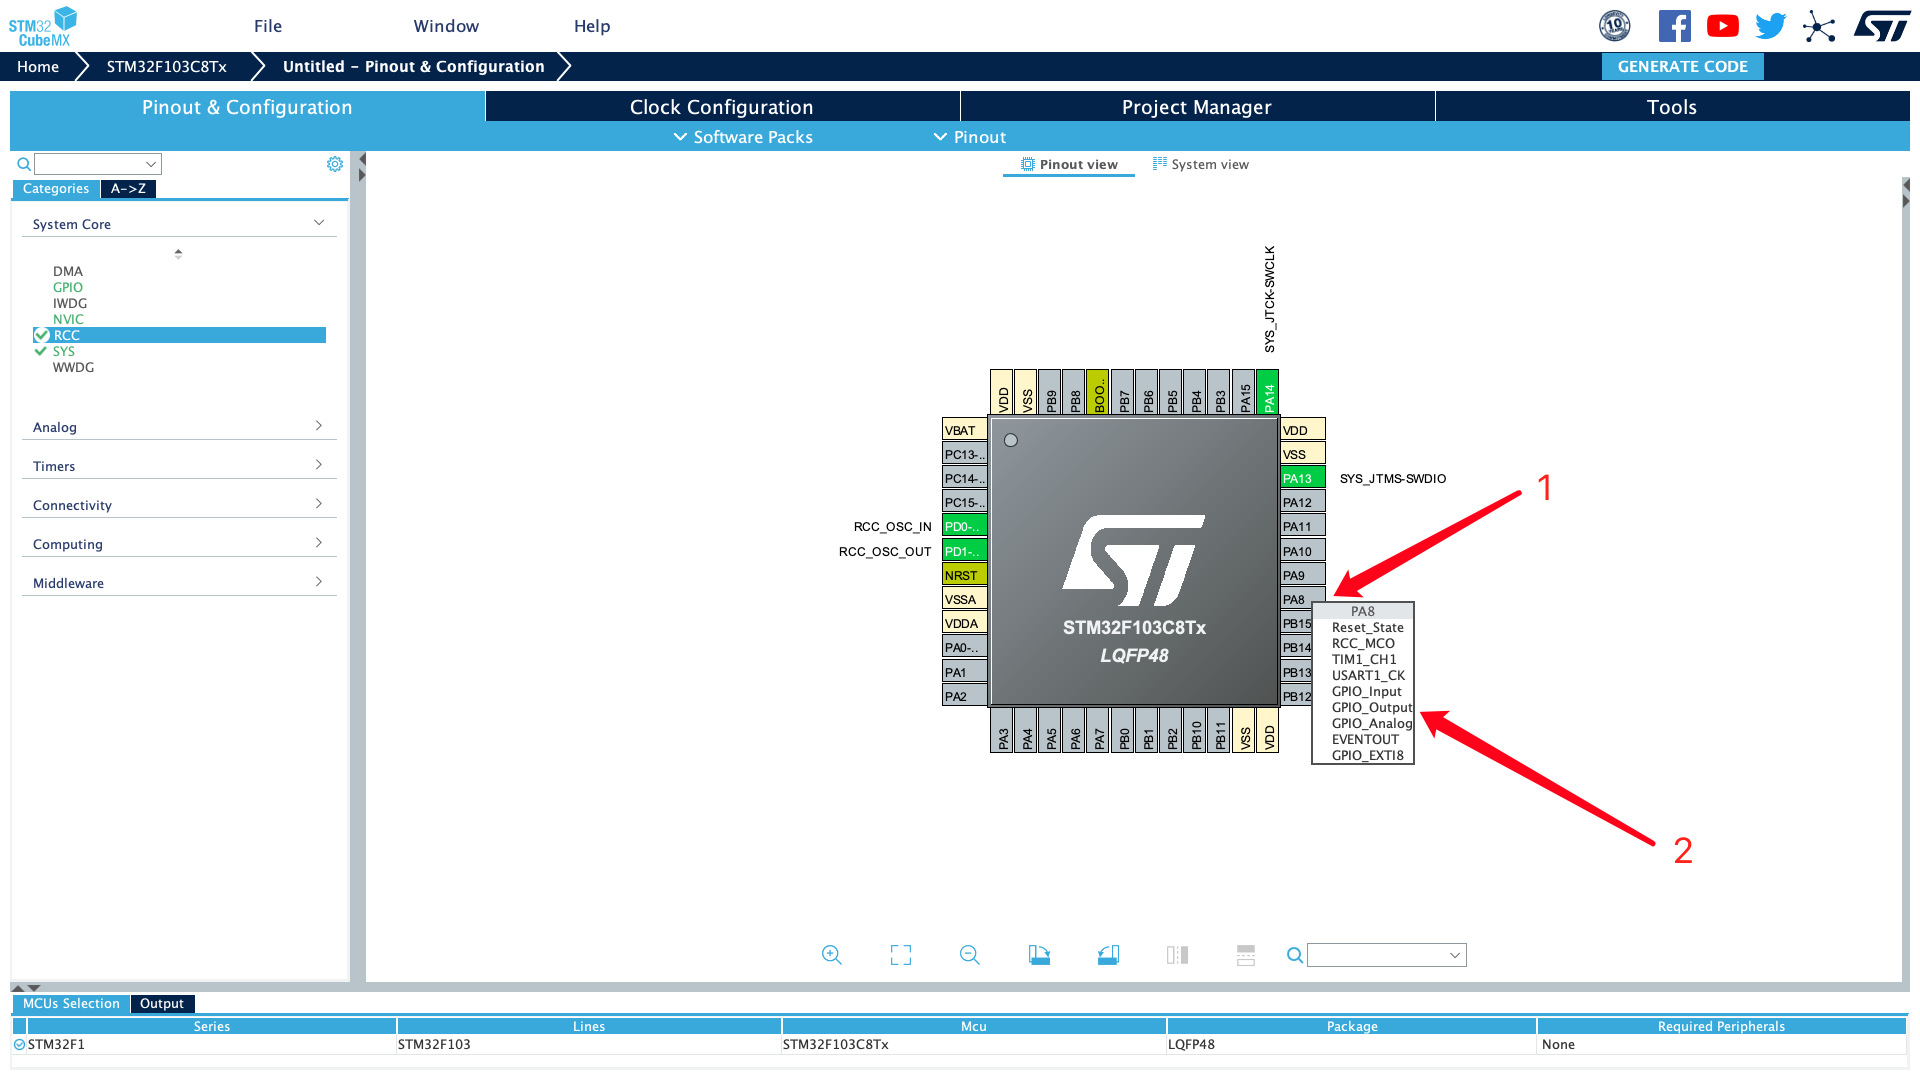 STM32
CubeMX
File
Window
Help
10
Home
STM32F103C8Tx
Untitled - Pinout & Configuration
GENERATE CODE
Pinout & Configuration
Clock Configuration
Project Manager
Tools
Software Packs
Pinout
Pinout view
System view
Categories
A->Z
System Core
DMA
GPIO
IWDG
NVIC
RCC
SYS
WWDG
Analog
Timers
Connectivity
Computing
Middleware
SYS_JTCK-SWCLK
VDD
VSS
PB9
PB8
BOO..
PB7
PB6
PB5
PB4
PB3
PA15
PA14
VBAT
PC13-..
PC14-..
PC15-..
RCC_OSC_IN
PD0-..
RCC_OSC_OUT
PD1-..
NRST
VSSA
VDDA
PA0-..
PA1
PA2
ST
STM32F103C8Tx
LQFP48
VDD
VSS
PA13
SYS_JTMS-SWDIO
PA12
PA11
PA10
PA9
PA8
PB15
PB14
PB13
PB12
1
PA8
Reset_State
RCC_MCO
TIM1_CH1
USART1_CK
GPIO_Input
GPIO_Output
GPIO_Analog
EVENTOUT
GPIO_EXTI8
2
PA3
PA4
PA5
PA6
PA7
PB0
PB1
PB2
PB10
PB11
VSS
VDD
MCUs Selection
Output
Series
Lines
Mcu
Package
Required Peripherals
STM32F1
STM32F103
STM32F103C8Tx
LQFP48
None